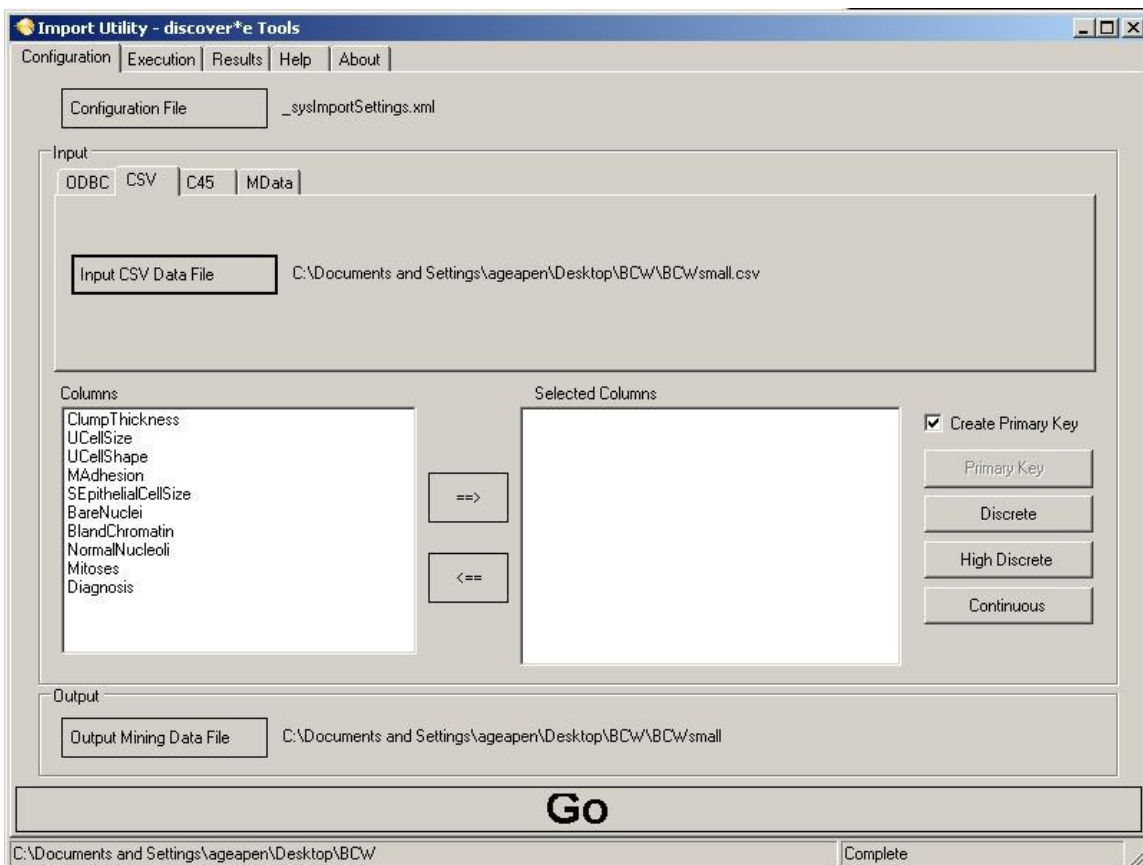 Import Utility - discover*e Tools
Configuration Execution Results Help About
Configuration File _sysImportSettings.xml
Input
ODBC CSV C45 MData
Input CSV Data File C:\Documents and Settings\ageapen\Desktop\BCW\BCWsmall.csv
Columns
ClumpThickness
UCellSize
UCellShape
MAdhesion
SEpithelialCellSize
BareNuclei
BlandChromatin
NormalNucleoli
Mitoses
Diagnosis
==>
<==
Selected Columns
Create Primary Key
Primary Key
Discrete
High Discrete
Continuous
Output
Output Mining Data File C:\Documents and Settings\ageapen\Desktop\BCW\BCWsmall
Go
C:\Documents and Settings\ageapen\Desktop\BCW Complete